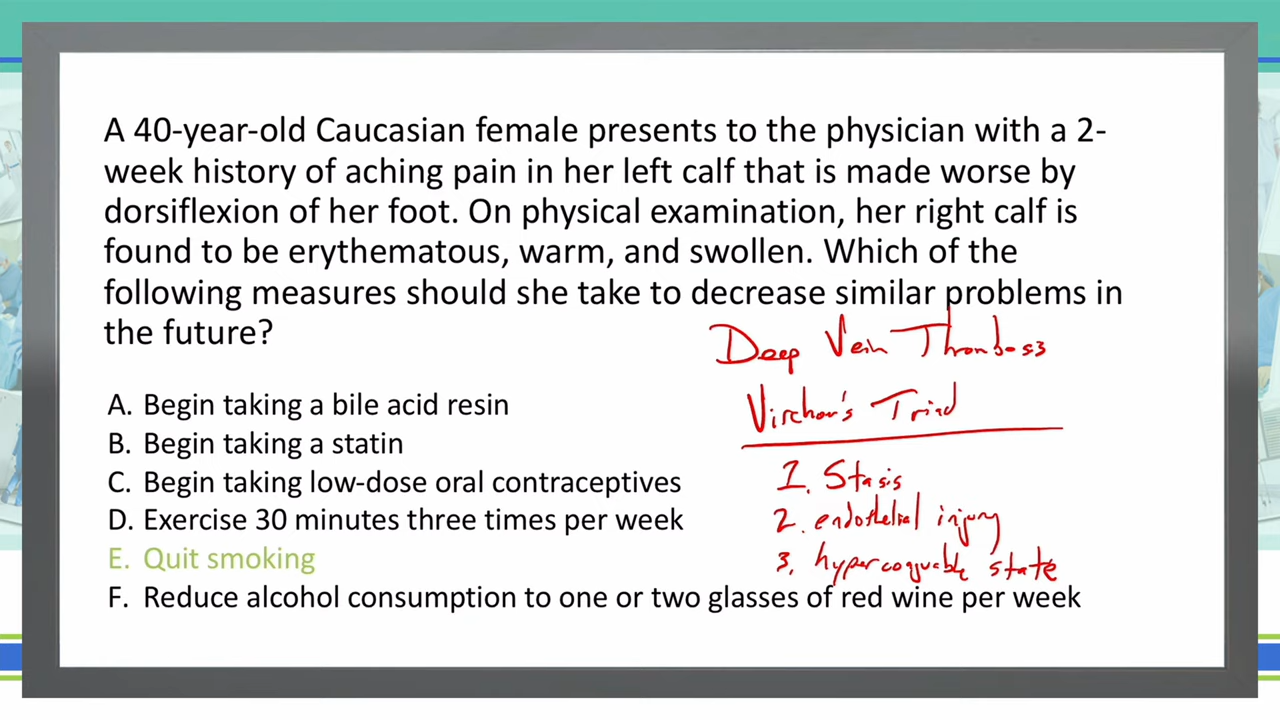 A 40-year-old Caucasian female presents to the physician with a 2-
week history of aching pain in her left calf that is made worse by
dorsiflexion of her foot. On physical examination, her right calf is
found to be erythematous, warm, and swollen. Which of the
following measures should she take to decrease similar problems in
the future?
Deep Vein Thrombosis
Virchow's Triad
A. Begin taking a bile acid resin
B. Begin taking a statin
C. Begin taking low-dose oral contraceptives
D. Exercise 30 minutes three times per week
E. Quit smoking
F. Reduce alcohol consumption to one or two glasses of red wine per week
1. Stasis
2. endothelial injury
3. hypercoaguable state